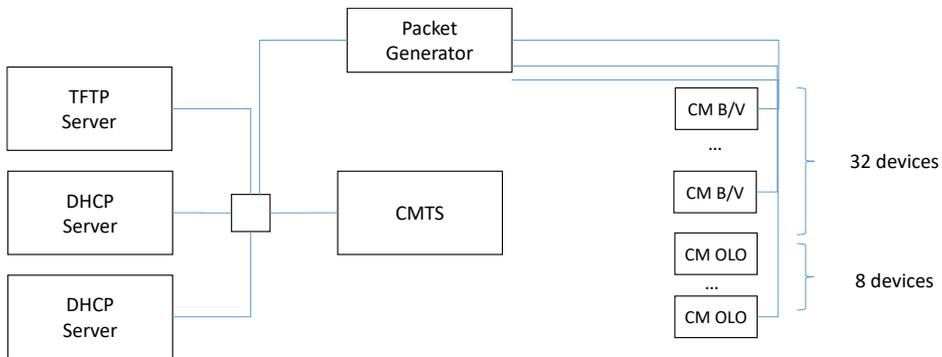 Packet
Generator
TFTP
Server
CM B/V
...
32 devices
DHCP
Server
CMTS
CM B/V
CM OLO
...
8 devices
CM OLO
DHCP
Server